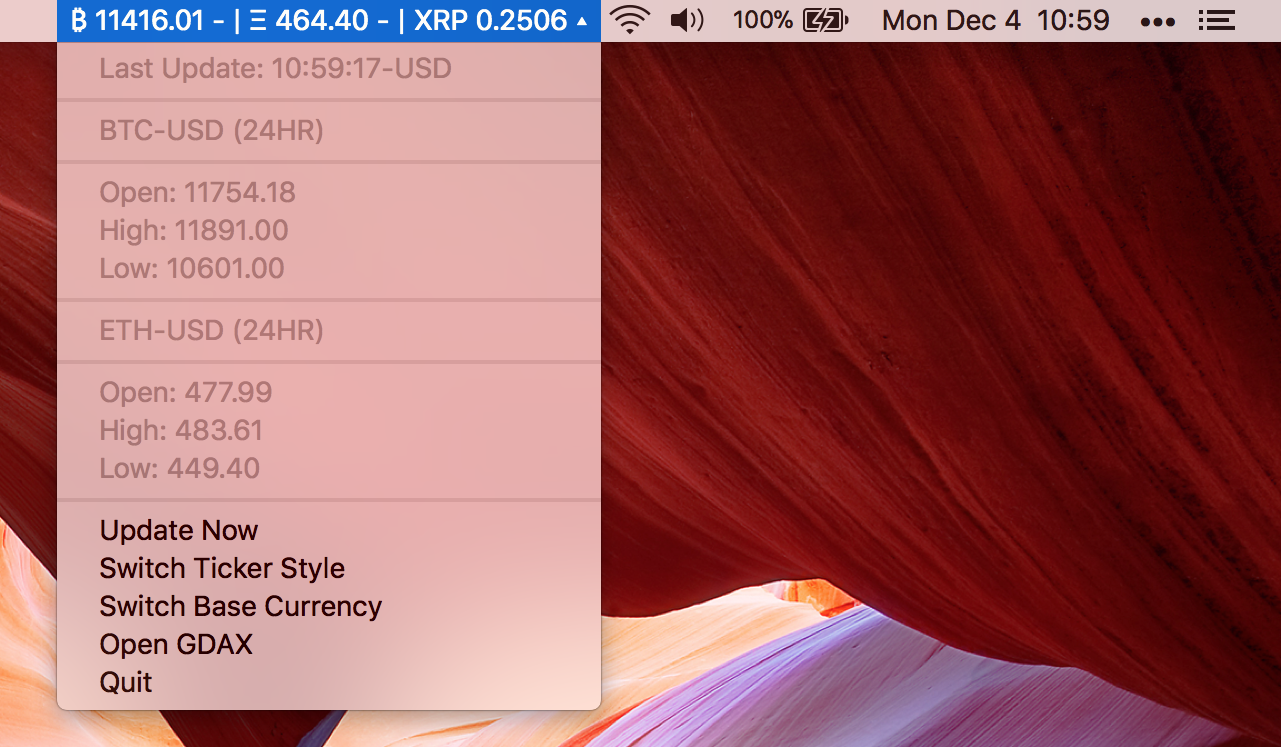 ₿ 11416.01 - | Ξ 464.40 - | XRP 0.2506 ▲ 100% Mon Dec 4 10:59
Last Update: 10:59:17-USD
BTC-USD (24HR)
Open: 11754.18
High: 11891.00
Low: 10601.00
ETH-USD (24HR)
Open: 477.99
High: 483.61
Low: 449.40
Update Now
Switch Ticker Style
Switch Base Currency
Open GDAX
Quit